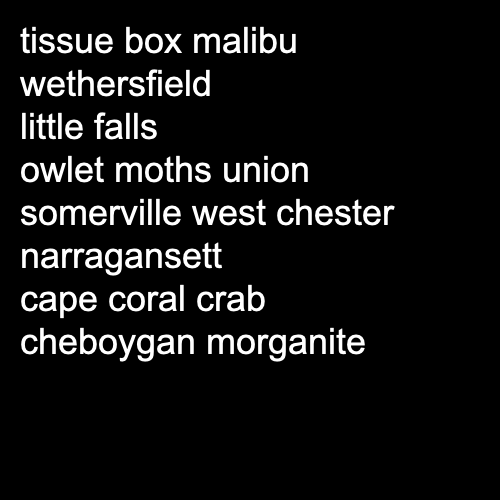 tissue box malibu
wethersfield
little falls
owlet moths union
somerville west chester
narragansett
cape coral crab
cheboygan morganite